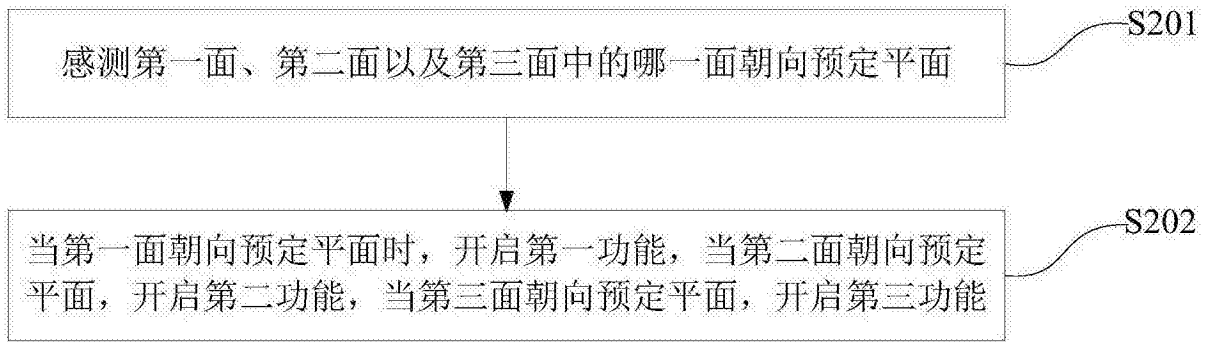 S201
感测第一面、第二面以及第三面中的哪一面朝向预定平面
S202
当第一面朝向预定平面时，开启第一功能，当第二面朝向预定
平面，开启第二功能，当第三面朝向预定平面，开启第三功能